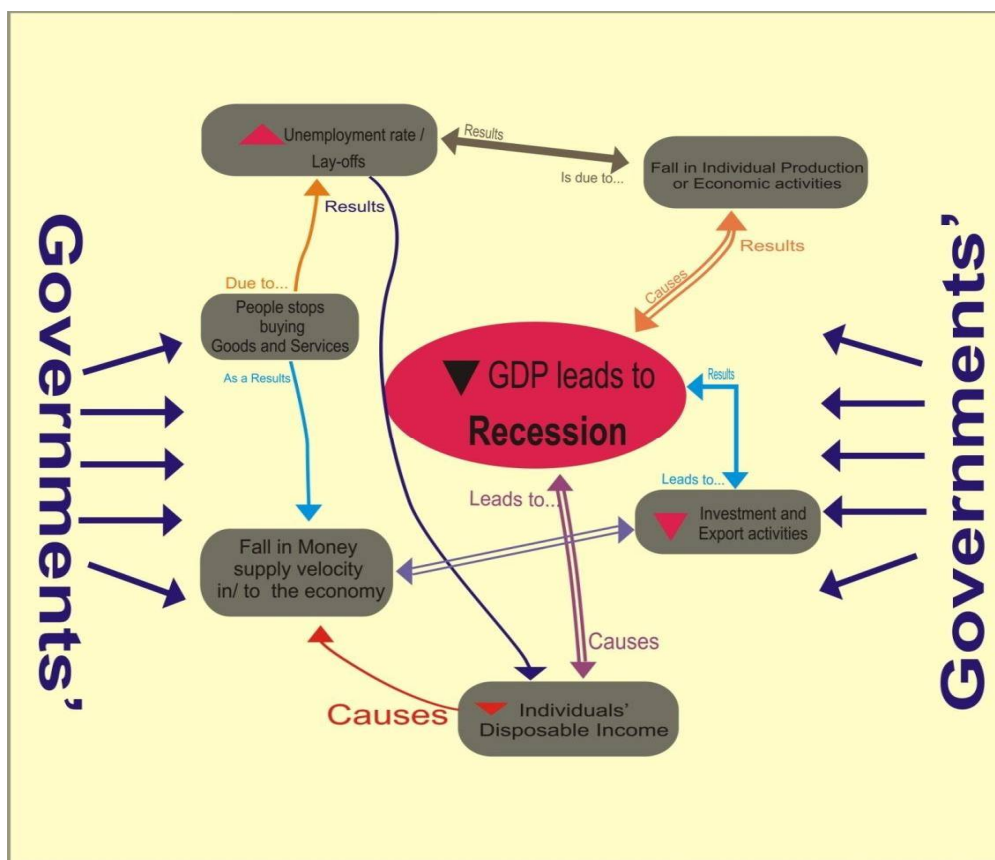 Unemployment rate /
Lay-offs
Results
Is due to...
Fall in Individual Production
or Economic activities
Results
Results
Causes
Due to...
People stops
buying
Goods and Services
As a Results
GDP leads to
Recession
Results
Leads to...
Leads to...
Investment and
Export activities
Fall in Money
supply velocity
in/ to the economy
Causes
Causes
Individuals'
Disposable Income
Governments'
Governments'